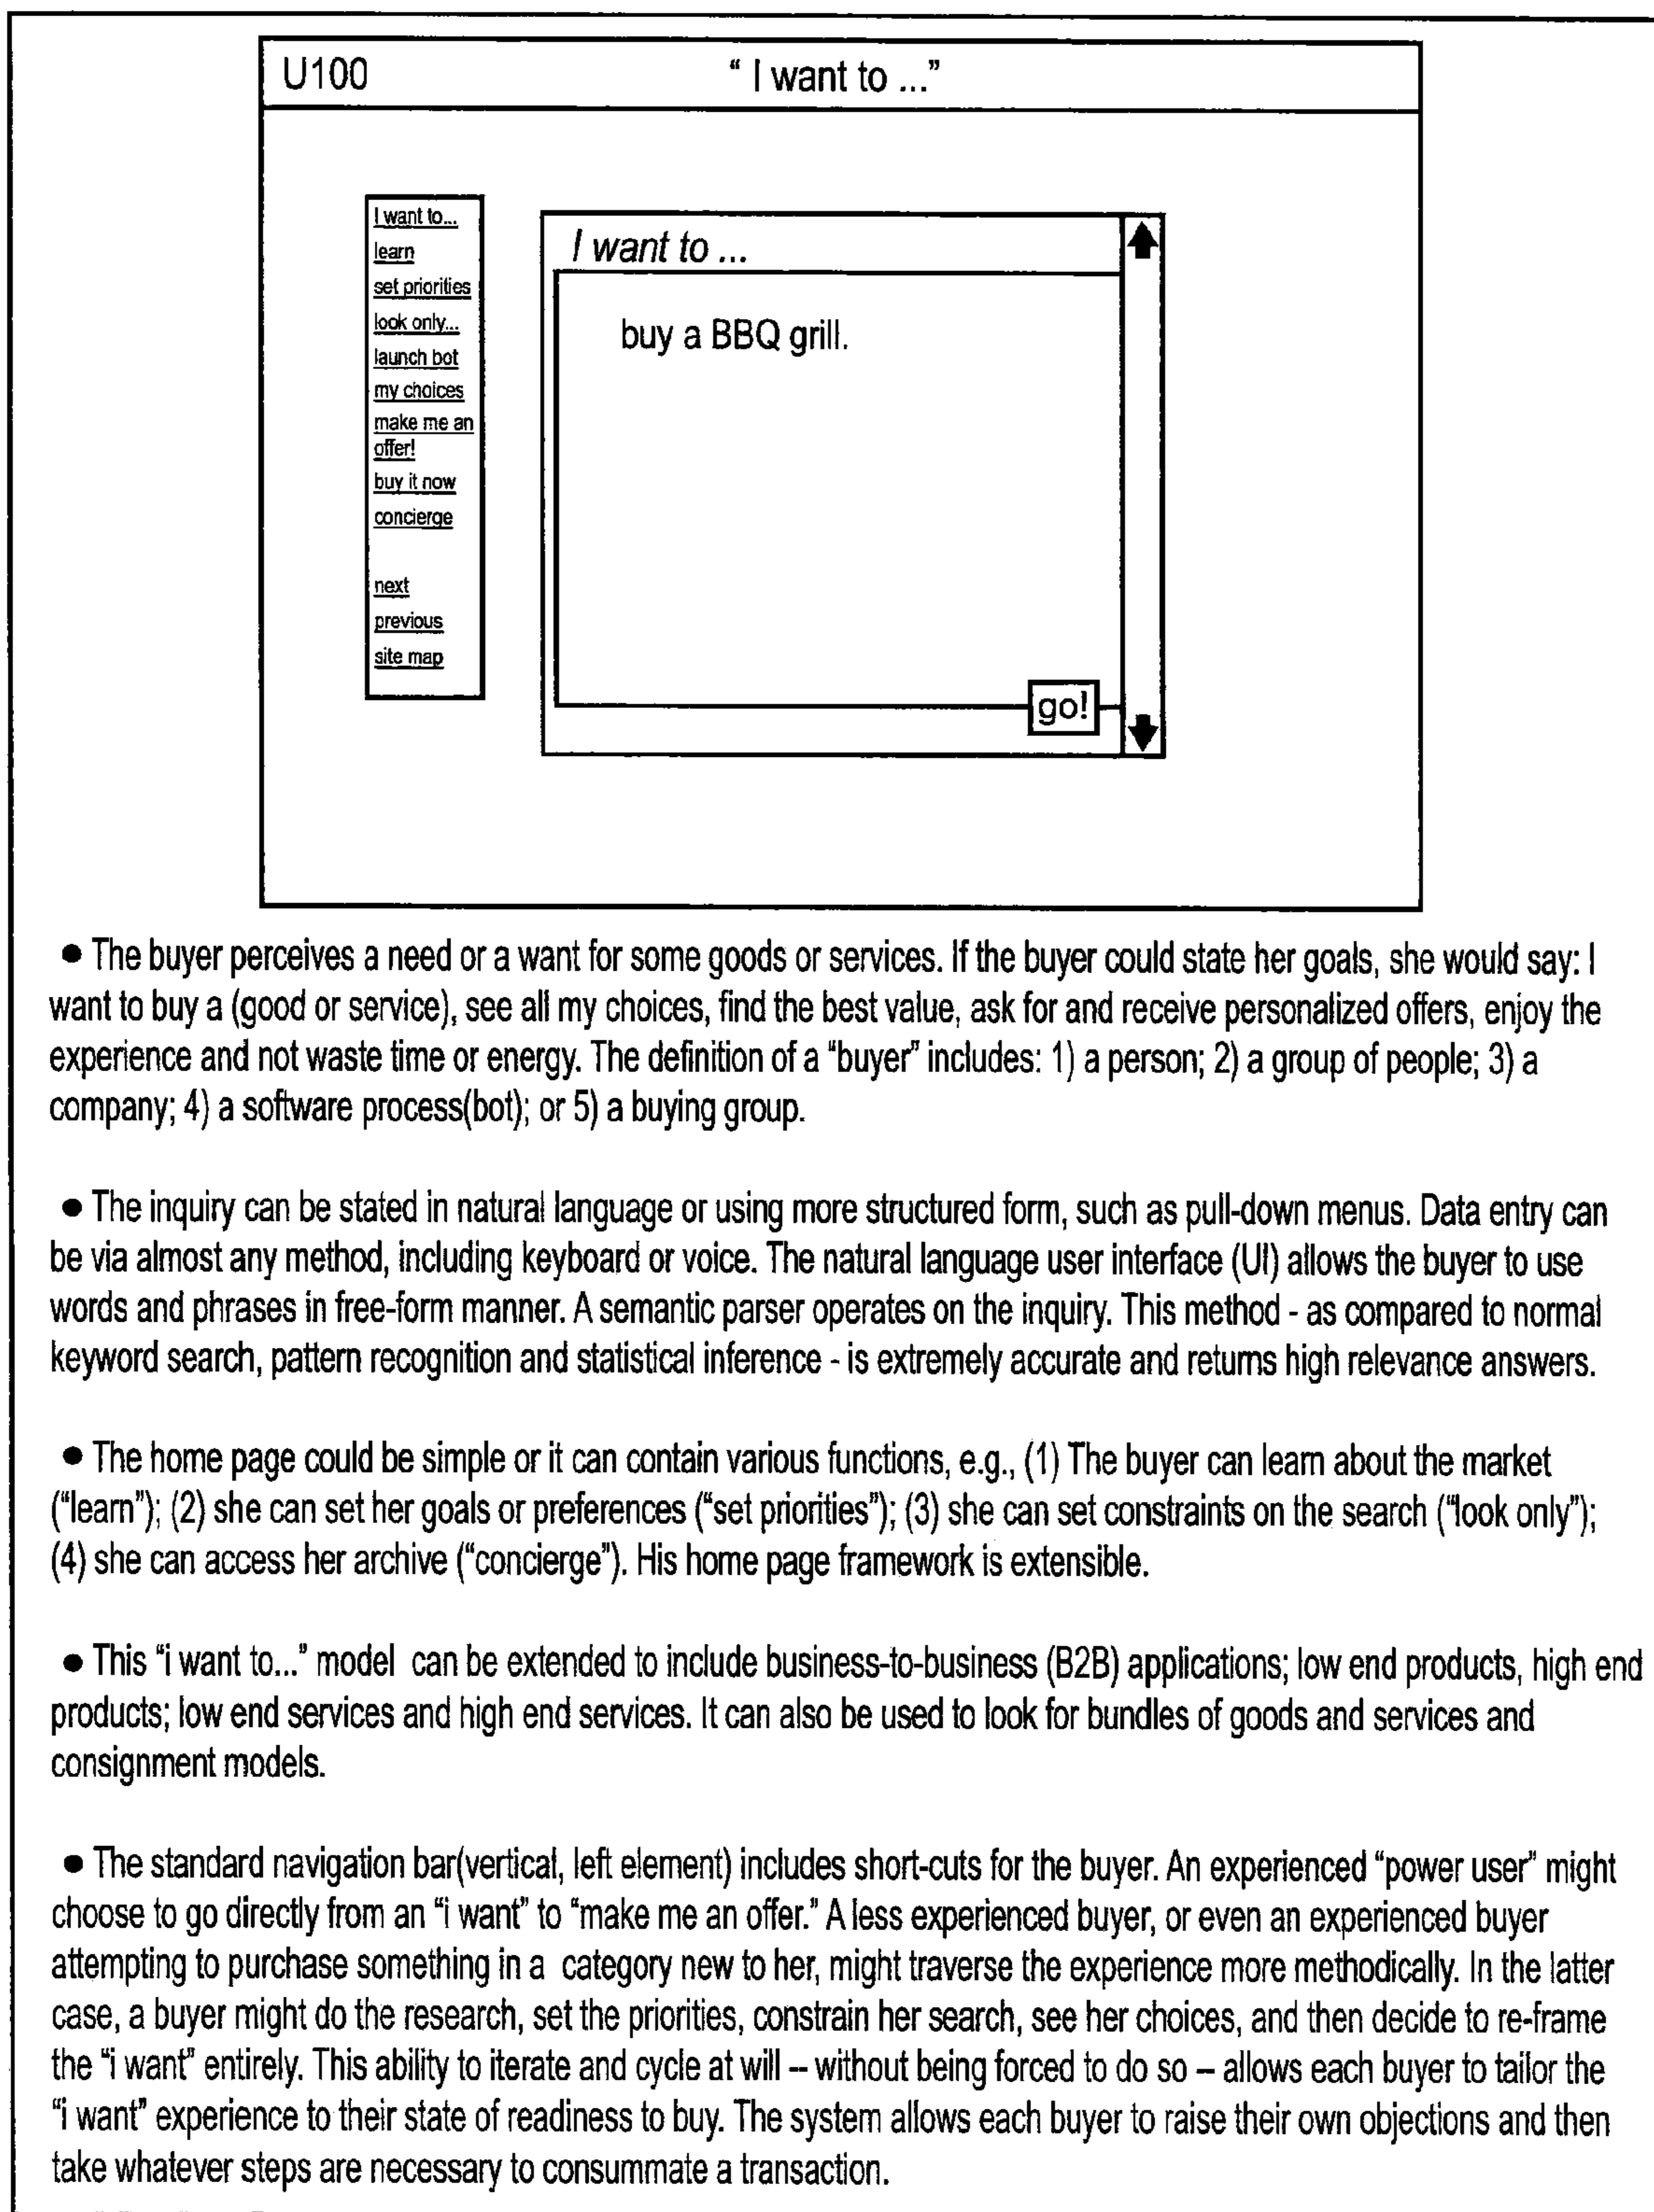 U100 “ I want to ...”
I want to...
learn
set priorities
look only...
launch bot
my choices
make me an
offer!
buy it now
concierge
next
previous
site map
I want to ...
buy a BBQ grill.
go!
● The buyer perceives a need or a want for some goods or services. If the buyer could state her goals, she would say: I
want to buy a (good or service), see all my choices, find the best value, ask for and receive personalized offers, enjoy the
experience and not waste time or energy. The definition of a “buyer” includes: 1) a person; 2) a group of people; 3) a
company; 4) a software process(bot); or 5) a buying group.
● The inquiry can be stated in natural language or using more structured form, such as pull-down menus. Data entry can
be via almost any method, including keyboard or voice. The natural language user interface (UI) allows the buyer to use
words and phrases in free-form manner. A semantic parser operates on the inquiry. This method - as compared to normal
keyword search, pattern recognition and statistical inference - is extremely accurate and returns high relevance answers.
● The home page could be simple or it can contain various functions, e.g., (1) The buyer can learn about the market
(“learn”); (2) she can set her goals or preferences (“set priorities”); (3) she can set constraints on the search (“look only”);
(4) she can access her archive (“concierge”). His home page framework is extensible.
● This “i want to...” model can be extended to include business-to-business (B2B) applications; low end products, high end
products; low end services and high end services. It can also be used to look for bundles of goods and services and
consignment models.
● The standard navigation bar(vertical, left element) includes short-cuts for the buyer. An experienced “power user” might
choose to go directly from an “i want” to “make me an offer.” A less experienced buyer, or even an experienced buyer
attempting to purchase something in a category new to her, might traverse the experience more methodically. In the latter
case, a buyer might do the research, set the priorities, constrain her search, see her choices, and then decide to re-frame
the “i want” entirely. This ability to iterate and cycle at will -- without being forced to do so – allows each buyer to tailor the
“i want” experience to their state of readiness to buy. The system allows each buyer to raise their own objections and then
take whatever steps are necessary to consummate a transaction.